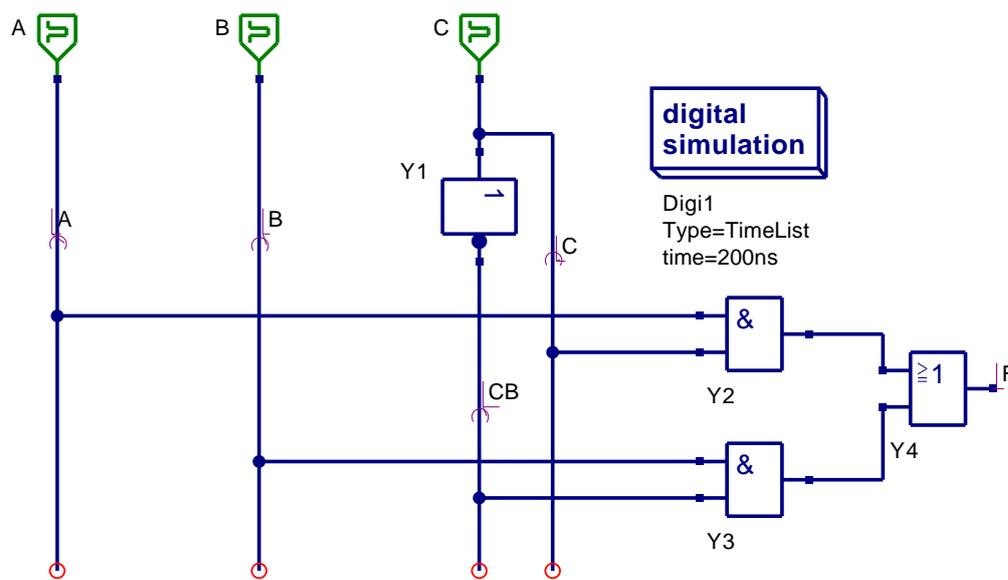 A
B
C
digital
simulation
Y1
A
B
C
1
Digi1
Type=TimeList
time=200ns
&
≥1
F
CB
Y2
Y4
&
Y3